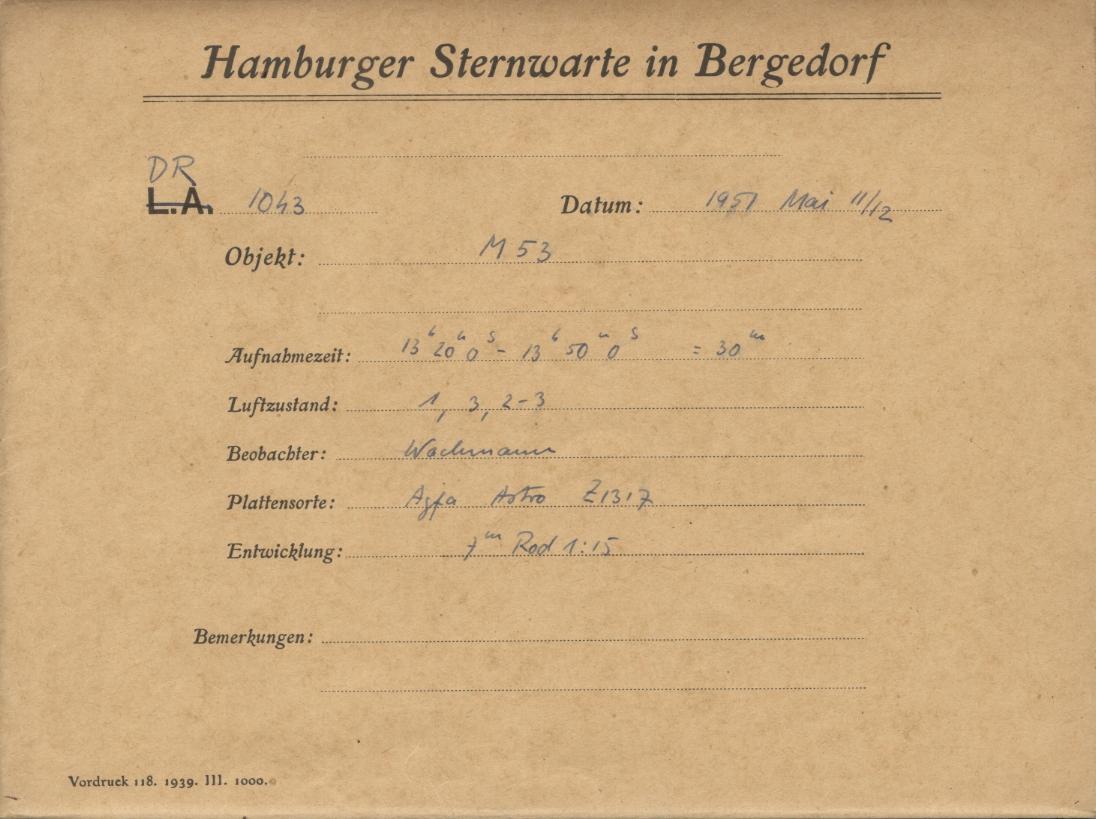 Hamburger Sternwarte in Bergedorf
DR
L.A. 1043 Datum: 1951 Mai 11/12
Objekt: M 53
Aufnahmezeit: 13h 20m 0s - 13h 50m 0s = 30m
Luftzustand: 1, 3, 2-3
Beobachter: Wachmann
Plattensorte: Agfa Astro Z1317
Entwicklung: 7m Rod 1:15
Bemerkungen:
Vordruck 118. 1939. III. 1000.